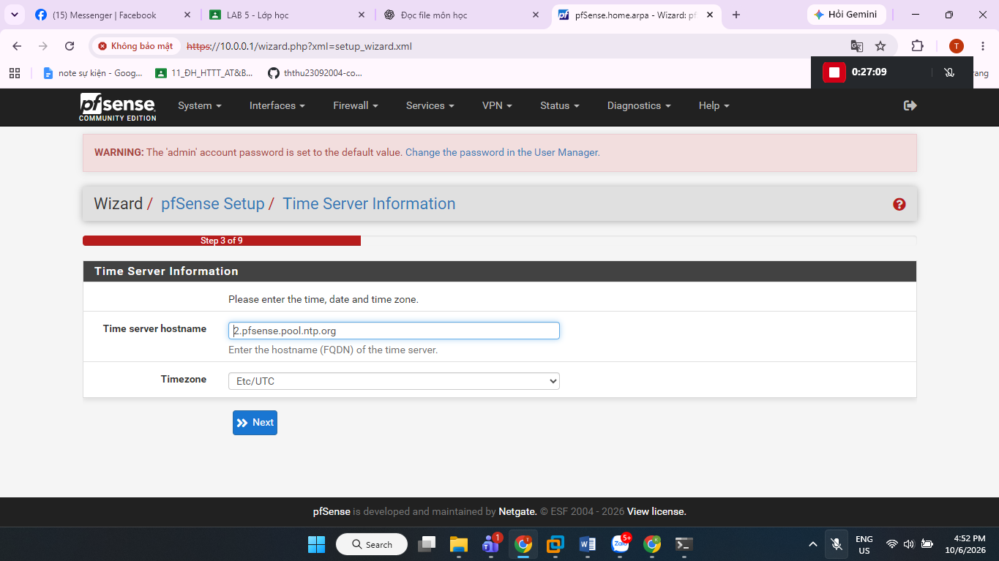 (15) Messenger | Facebook
LAB 5 - Lớp học
Đọc file môn học
pfSense.home.arpa - Wizard: pf
Hỏi Gemini
Không bảo mật
https://10.0.0.1/wizard.php?xml=setup_wizard.xml
T
note sự kiện - Goog...
11_ĐH_HTTT_AT&B...
ththu23092004-co...
0:27:09
rang
pfsense
COMMUNITY EDITION
System
Interfaces
Firewall
Services
VPN
Status
Diagnostics
Help
WARNING: The 'admin' account password is set to the default value. Change the password in the User Manager.
Wizard / pfSense Setup / Time Server Information
Step 3 of 9
Time Server Information
Please enter the time, date and time zone.
Time server hostname
2.pfsense.pool.ntp.org
Enter the hostname (FQDN) of the time server.
Timezone
Etc/UTC
Next
pfSense is developed and maintained by Netgate. © ESF 2004 - 2026 View license.
Search
1
1
Zalo
5+
K
ENG
US
4:52 PM
10/6/2026